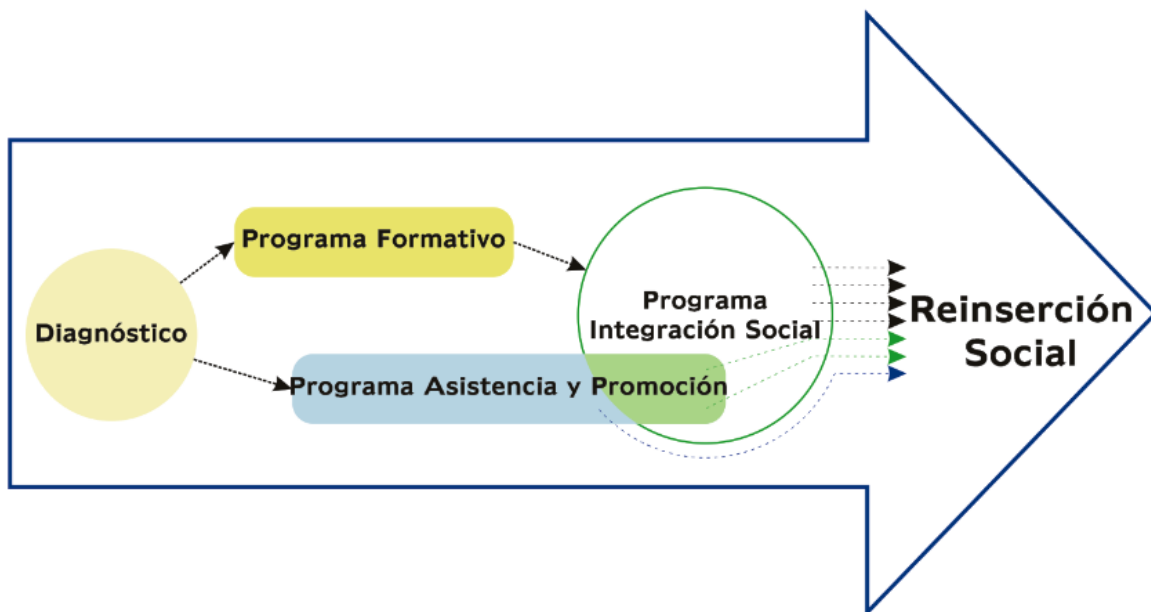 Diagnóstico
Programa Formativo
Programa Asistencia y Promoción
Programa
Integración Social
Reinserción
Social